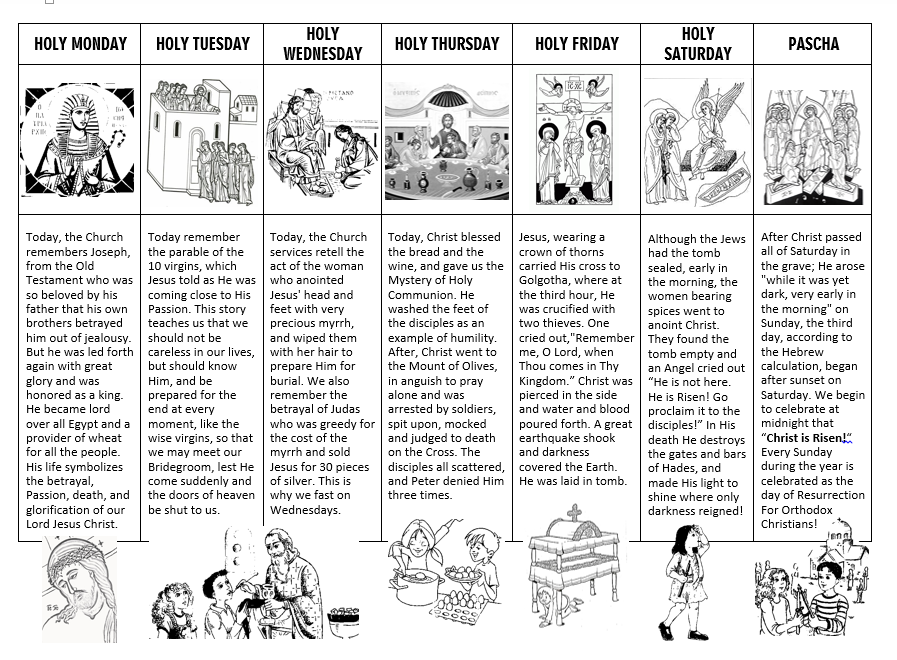 HOLY MONDAY
HOLY TUESDAY
HOLY
WEDNESDAY
HOLY THURSDAY
HOLY FRIDAY
HOLY
SATURDAY
PASCHA
Today, the Church
remembers Joseph,
from the Old
Testament who was
so beloved by his
father that his own
brothers betrayed
him out of jealousy.
But he was led forth
again with great
glory and was
honored as a king.
He became lord
over all Egypt and a
provider of wheat
for all the people.
His life symbolizes
the betrayal,
Passion, death, and
glorification of our
Lord Jesus Christ.
Today remember
the parable of the
10 virgins, which
Jesus told as He was
coming close to His
Passion. This story
teaches us that we
should not be
careless in our lives,
but should know
Him, and be
prepared for the
end at every
moment, like the
wise virgins, so that
we may meet our
Bridegroom, lest He
come suddenly and
the doors of heaven
be shut to us.
Today, the Church
services retell the
act of the woman
who anointed
Jesus' head and
feet with very
precious myrrh,
and wiped them
with her hair to
prepare Him for
burial. We also
remember the
betrayal of Judas
who was greedy for
the cost of the
myrrh and sold
Jesus for 30 pieces
of silver. This is
why we fast on
Wednesdays.
Today, Christ blessed
the bread and the
wine, and gave us the
Mystery of Holy
Communion. He
washed the feet of
the disciples as an
example of humility.
After, Christ went to
the Mount of Olives,
in anguish to pray
alone and was
arrested by soldiers,
spit upon, mocked
and judged to death
on the Cross. The
disciples all scattered,
and Peter denied Him
three times.
Jesus, wearing a
crown of thorns
carried His cross to
Golgotha, where at
the third hour, He
was crucified with
two thieves. One
cried out,"Remember
me, O Lord, when
Thou comes in Thy
Kingdom.” Christ was
pierced in the side
and water and blood
poured forth. A great
earthquake shook
and darkness
covered the Earth.
He was laid in tomb.
Although the Jews
had the tomb
sealed, early in
the morning, the
women bearing
spices went to
anoint Christ.
They found the
tomb empty and
an Angel cried out
“He is not here.
He is Risen! Go
proclaim it to the
disciples!” In His
death He destroys
the gates and bars
of Hades, and
made His light to
shine where only
darkness reigned!
After Christ passed
all of Saturday in
the grave; He arose
"while it was yet
dark, very early in
the morning" on
Sunday, the third
day, according to
the Hebrew
calculation, began
after sunset on
Saturday. We begin
to celebrate at
midnight that
“Christ is Risen!“
Every Sunday
during the year is
celebrated as the
day of Resurrection
For Orthodox
Christians!